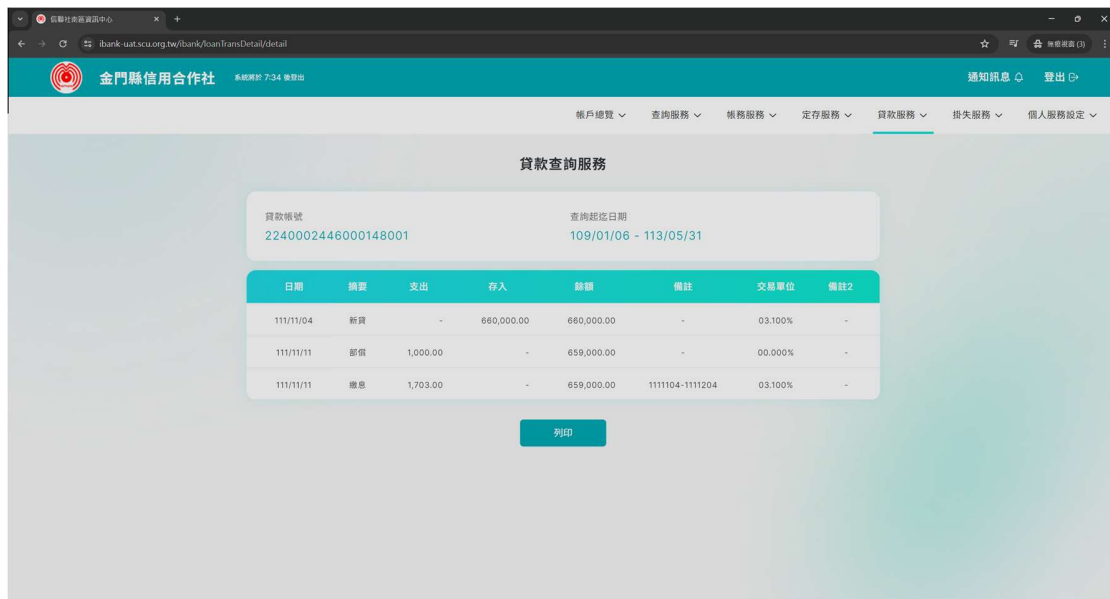 信聯社南區資訊中心
ibank-uat.scu.org.tw/ibank/loanTransDetail/detail
無痕視窗 (3)
金門縣信用合作社 系統將於 7:34 後登出 通知訊息 登出
帳戶總覽 查詢服務 帳務服務 定存服務 貸款服務 掛失服務 個人服務設定
貸款查詢服務
貸款帳號 查詢起迄日期
2240002446000148001 109/01/06 - 113/05/31
日期 摘要 支出 存入 餘額 備註 交易單位 備註2
111/11/04 新貸 - 660,000.00 660,000.00 - 03.100% -
111/11/11 部償 1,000.00 - 659,000.00 - 00.000% -
111/11/11 繳息 1,703.00 - 659,000.00 1111104-1111204 03.100% -
列印